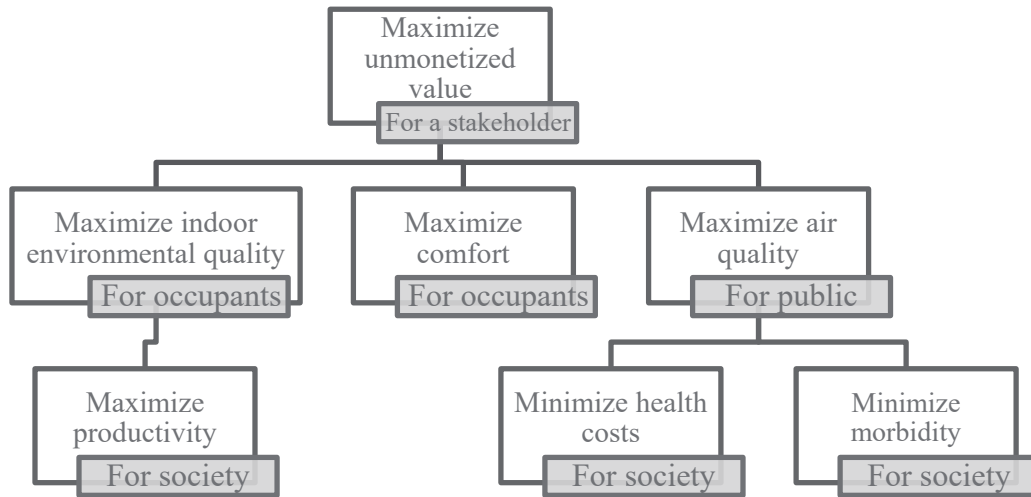 Maximize
unmonetized
value
For a stakeholder
Maximize indoor
environmental quality
For occupants
Maximize
comfort
For occupants
Maximize air
quality
For public
Maximize
productivity
For society
Minimize health
costs
For society
Minimize
morbidity
For society